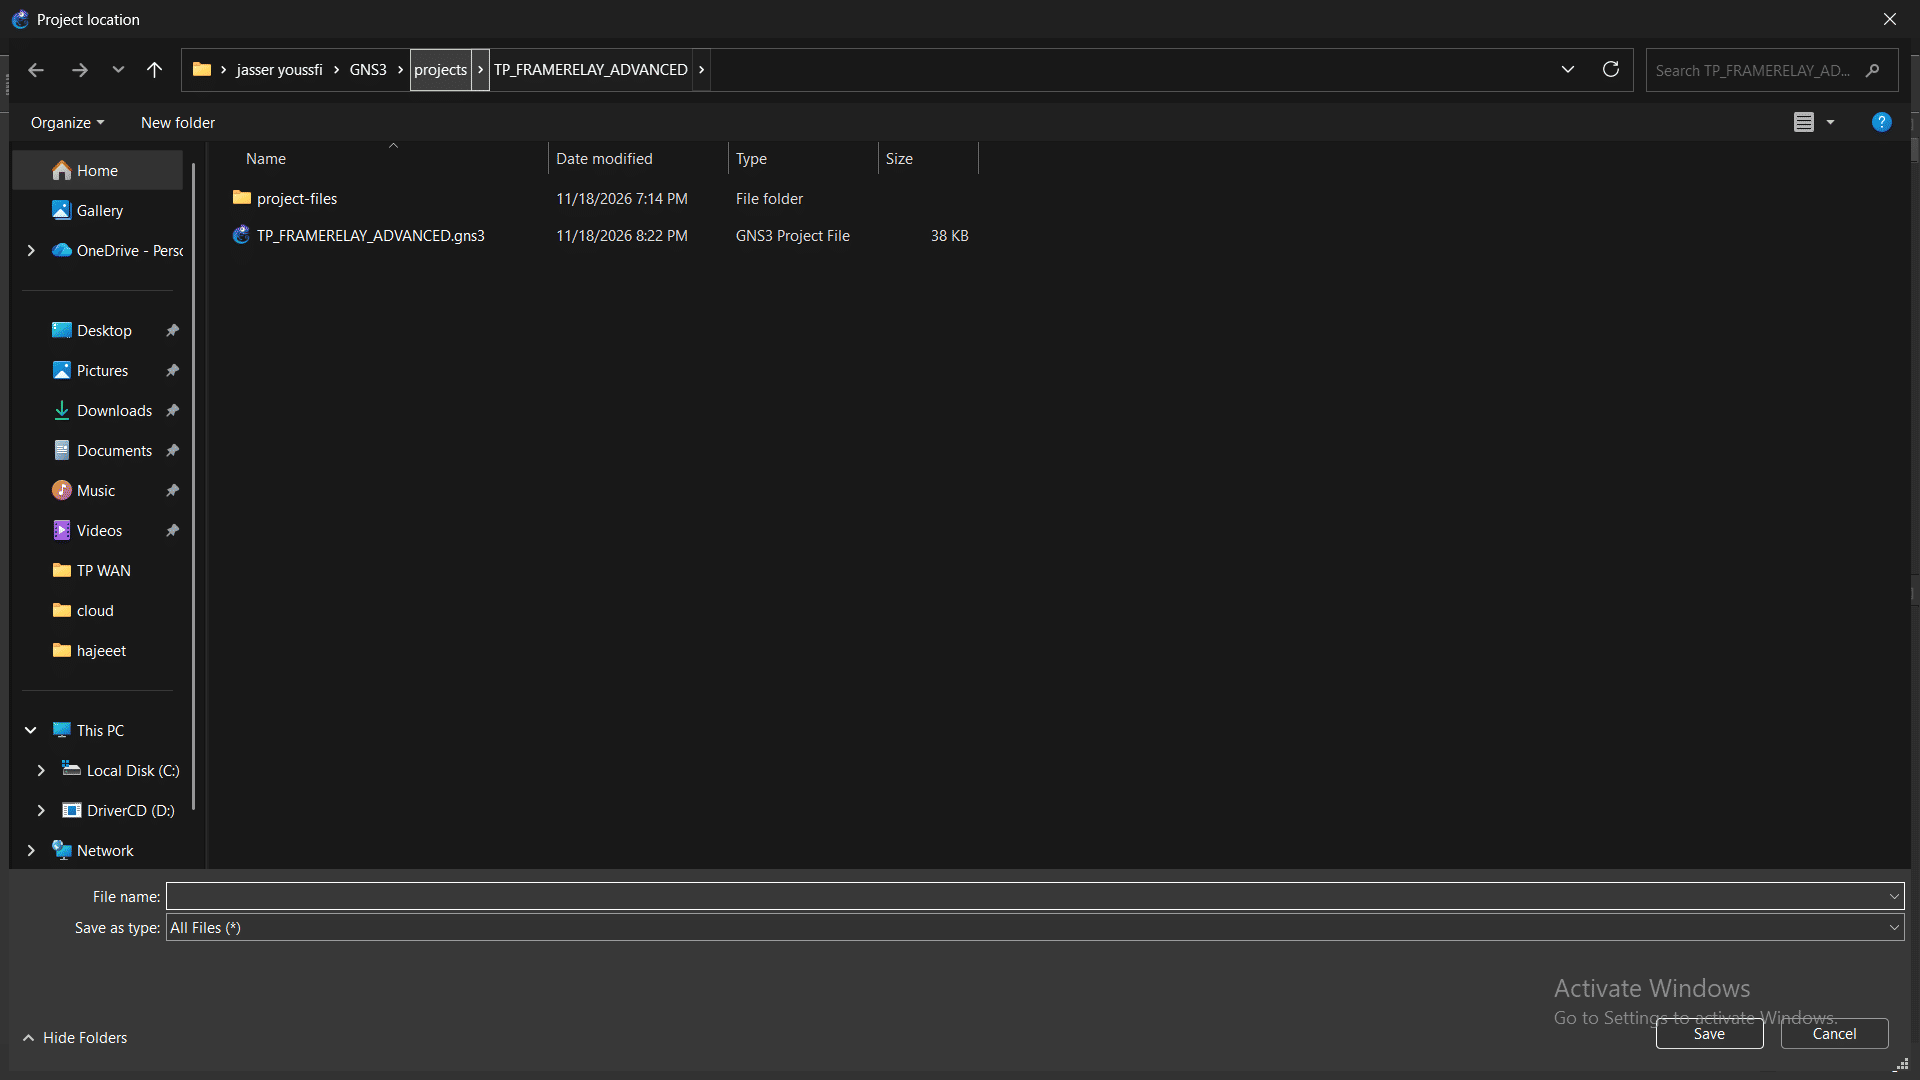 Project location
jasser youssfi
GNS3
projects
TP_FRAMERELAY_ADVANCED
Search TP_FRAMERELAY_AD...
Organize
New folder
?
Name
Date modified
Type
Size
project-files
11/18/2026 7:14 PM
File folder
TP_FRAMERELAY_ADVANCED.gns3
11/18/2026 8:22 PM
GNS3 Project File
38 KB
Home
Gallery
OneDrive - Perso
Desktop
Pictures
Downloads
Documents
Music
Videos
TP WAN
cloud
hajeeet
This PC
Local Disk (C:)
DriverCD (D:)
Network
File name:
Save as type:
All Files (*)
Activate Windows
Go to Settings to activate Windows.
Hide Folders
Save
Cancel